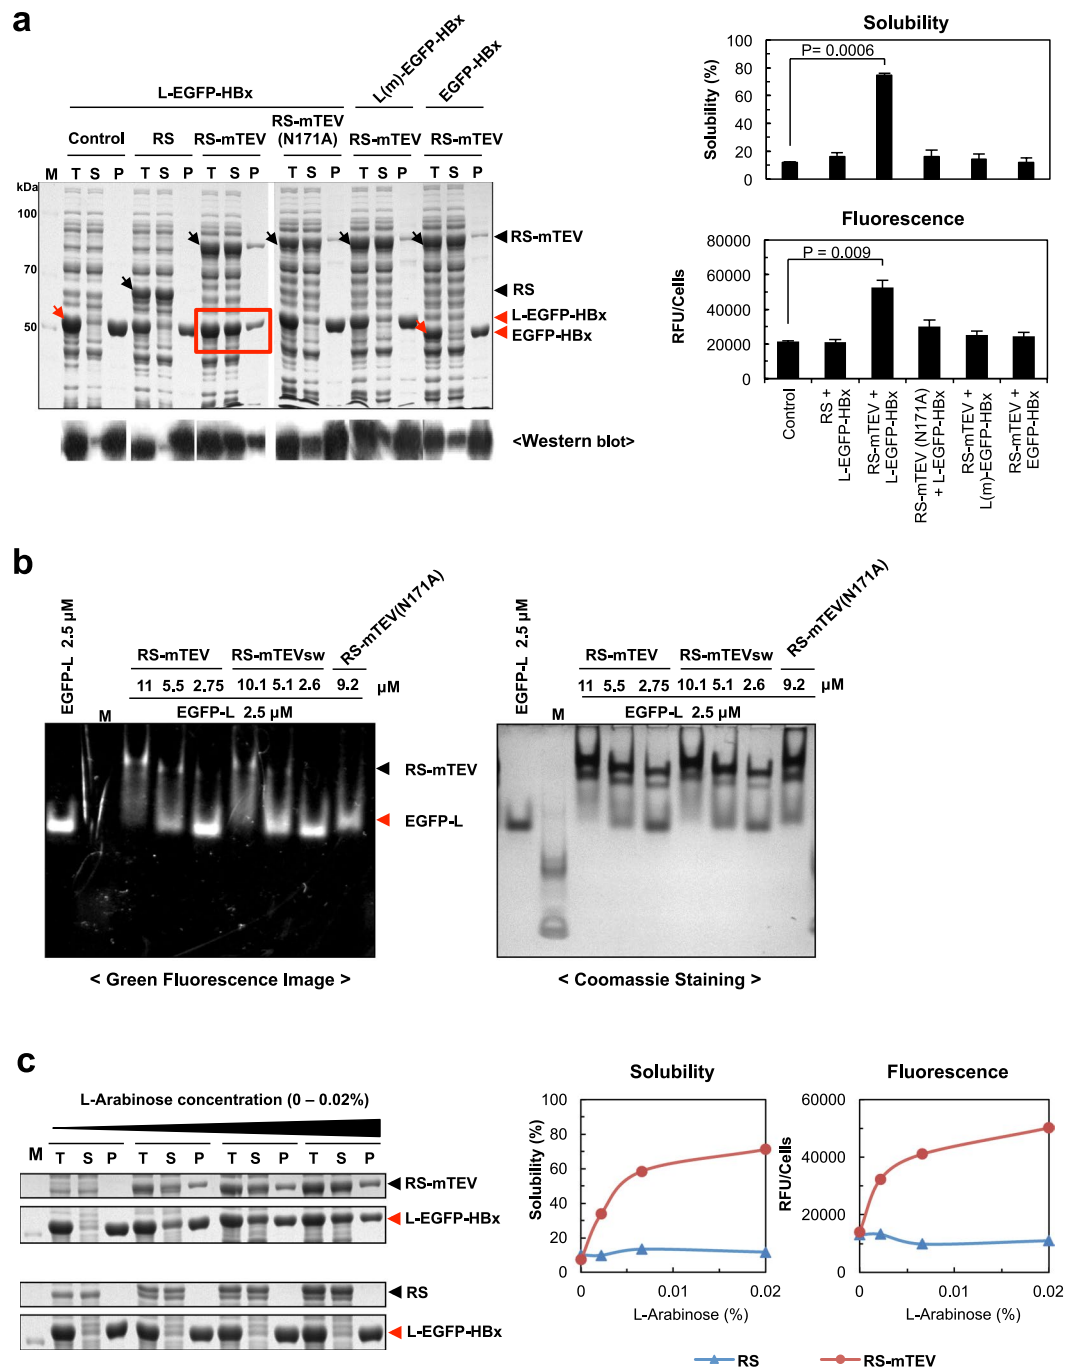 a
L-EGFP-HBx
L(m)-EGFP-HBx
EGFP-HBx
Control
RS
RS-mTEV
RS-mTEV
(N171A)
RS-mTEV
RS-mTEV
M
T S P
T S P
T S P
T S P
T S P
T S P
kDa
100
70
50
RS-mTEV
RS
L-EGFP-HBx
EGFP-HBx
<Western blot>
Solubility
Solubility (%)
100
80
60
40
20
0
P= 0.0006
Fluorescence
RFU/Cells
80000
60000
40000
20000
0
P = 0.009
Control
RS +
L-EGFP-HBx
RS-mTEV +
L-EGFP-HBx
RS-mTEV (N171A)
+ L-EGFP-HBx
RS-mTEV +
L(m)-EGFP-HBx
RS-mTEV +
EGFP-HBx
b
EGFP-L 2.5 μM
M
RS-mTEV
RS-mTEVsw
RS-mTEV(N171A)
11 5.5 2.75 10.1 5.1 2.6 9.2 μM
EGFP-L 2.5 μM
RS-mTEV
EGFP-L
< Green Fluorescence Image >
EGFP-L 2.5 μM
M
RS-mTEV
RS-mTEVsw
RS-mTEV(N171A)
11 5.5 2.75 10.1 5.1 2.6 9.2 μM
EGFP-L 2.5 μM
< Coomassie Staining >
c
L-Arabinose concentration (0 – 0.02%)
M T S P T S P T S P T S P
RS-mTEV
L-EGFP-HBx
RS
L-EGFP-HBx
Solubility
Solubility (%)
100
80
60
40
20
0
0 0.01 0.02
L-Arabinose (%)
Fluorescence
RFU/Cells
60000
40000
20000
0
0 0.01 0.02
L-Arabinose (%)
RS
RS-mTEV